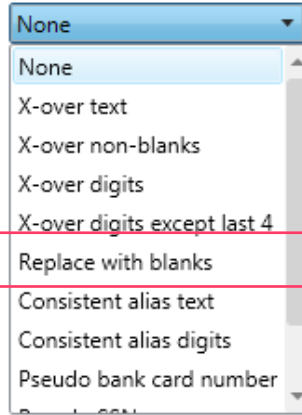 None
None
X-over text
X-over non-blanks
X-over digits
X-over digits except last 4
Replace with blanks
Consistent alias text
Consistent alias digits
Pseudo bank card number